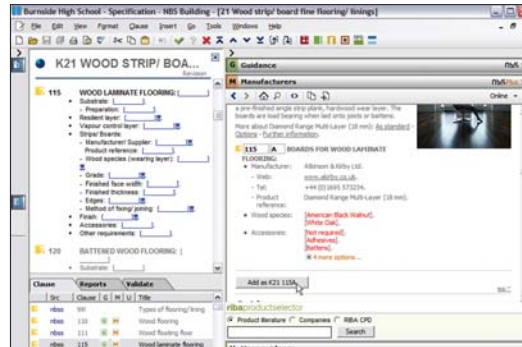 Burnside High School - Specification - NBS Building - [21 Wood strip/ board fine flooring/ linings]
File Edit View Format Clause Insert Go Tools Windows Help
K21 WOOD STRIP/ BOA...
Revision
115 WOOD LAMINATE FLOORING: [
Substrate: [
- Preparation: [
Resilient layer: [
Vapour control layer: [
Strips/ Boards:
- Manufacturer/ Supplier: [
Product reference: [
- Wood species (wearing layer): [
- Grade: [
- Finished face width: [
- Finished thickness: [
- Edges: [
- Method of fixing/ joining: [
Finish: [
Accessories: [
Other requirements: [
120 BATTENED WOOD FLOORING: [
Substrate: [
Clause Reports Validate
Src Clause G M U Title
nbs 99! Types of flooring/ lining
nbs 110 G M Wood flooring
nbs 111 G M Wood floating floor
nbs 115 G M Wood laminate flooring
G Guidance
M Manufacturers
Online
a pre-finished single strip plank, hardwood wear layer. The
boards are load bearing when laid onto joists or battens.
More about Diamond Range Multi-Layer (18 mm): As standard -
Options - Further information.
115 A BOARDS FOR WOOD LAMINATE
FLOORING:
Manufacturer: Atkinson & Kirby Ltd.
- Web: www.akirby.co.uk.
- Tel: +44 (0)1695 573234.
- Product Diamond Range Multi-Layer (18 mm).
reference:
Wood species: [American Black Walnut].
[White Oak].
Accessories: [Not required].
[Adhesives].
[Battens].
4 more options...
Add as K21 115A
top ^
ribaproductselector
Product literature Companies RIBA CPD
Search